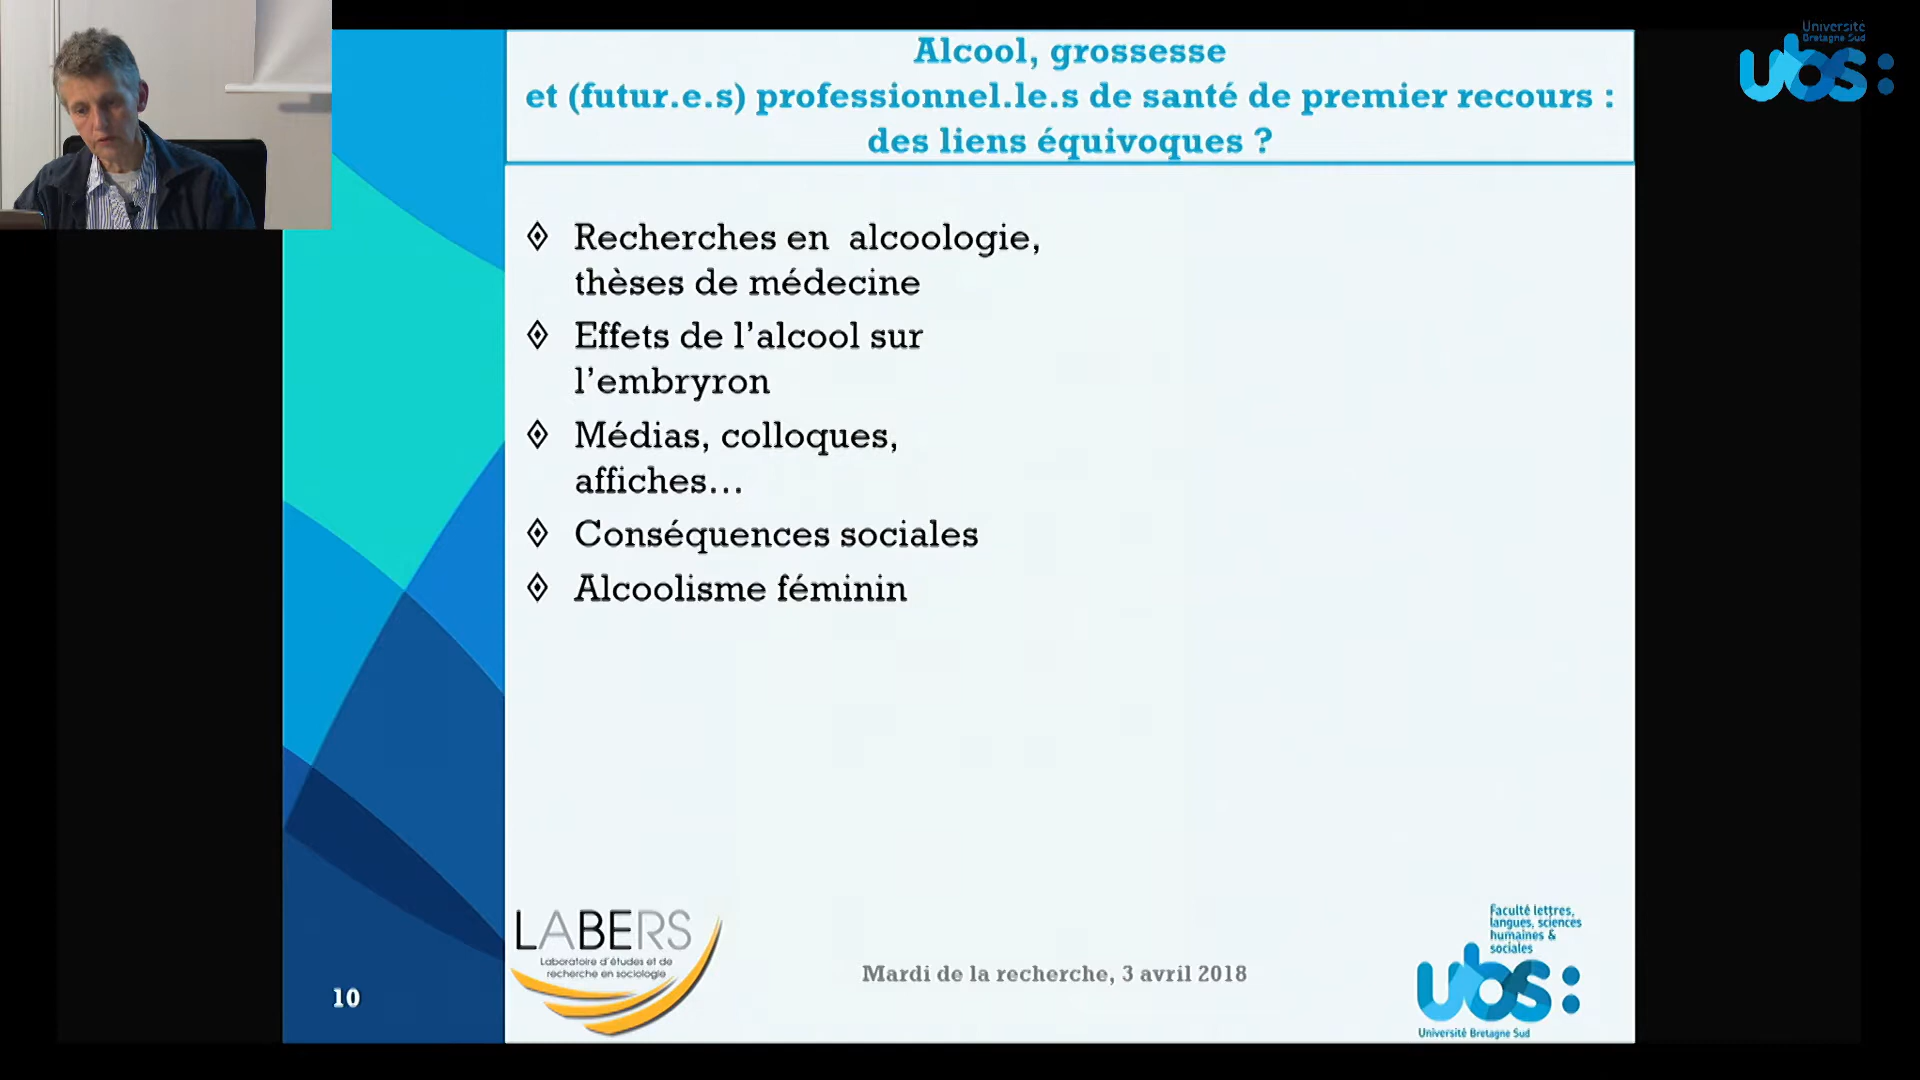 Université
Bretagne Sud
ubs:
Alcool, grossesse
et (futur.e.s) professionnel.le.s de santé de premier recours :
des liens équivoques ?
Recherches en alcoologie,
thèses de médecine
Effets de l’alcool sur
l’embryron
Médias, colloques,
affiches…
Conséquences sociales
Alcoolisme féminin
LABERS
Laboratoire d'études et de
recherche en sociologie
10
Mardi de la recherche, 3 avril 2018
Faculté lettres,
langues, sciences
humaines &
sociales
ubs:
Université Bretagne Sud